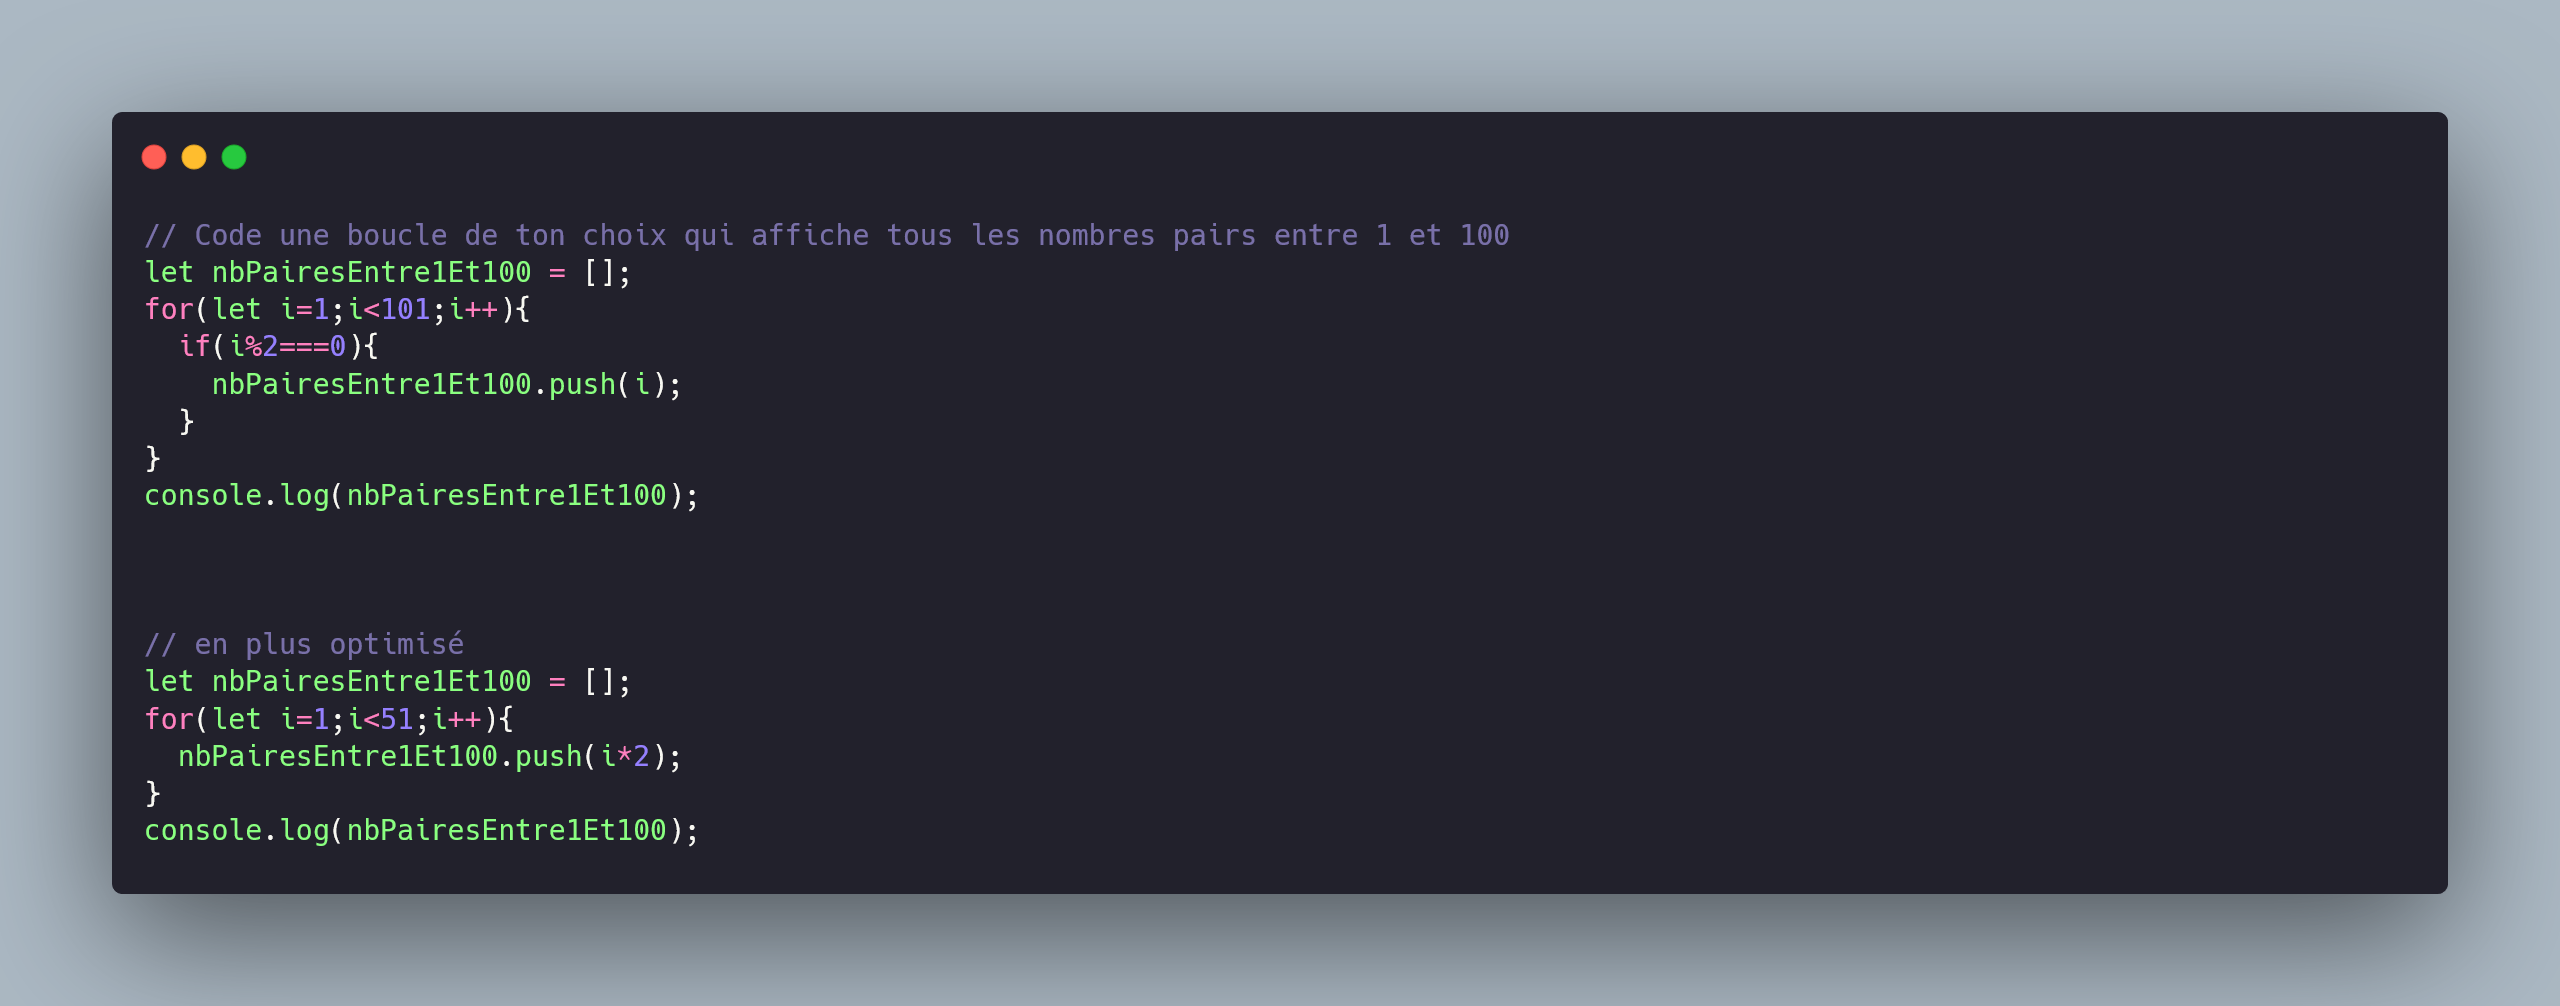 // Code une boucle de ton choix qui affiche tous les nombres pairs entre 1 et 100
let nbPairesEntre1Et100 = [];
for(let i=1;i<101;i++){
  if(i%2===0){
    nbPairesEntre1Et100.push(i);
  }
}
console.log(nbPairesEntre1Et100);
// en plus optimisé
let nbPairesEntre1Et100 = [];
for(let i=1;i<51;i++){
  nbPairesEntre1Et100.push(i*2);
}
console.log(nbPairesEntre1Et100);